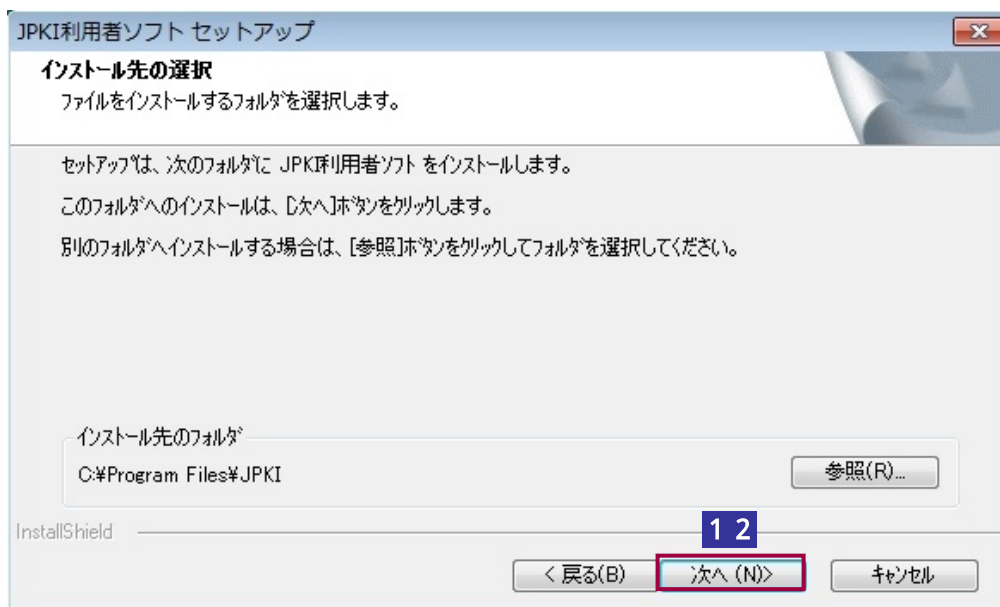 JPKI利用者ソフト セットアップ
インストール先の選択
ファイルをインストールするフォルダを選択します。
セットアップは、次のフォルダに JPKI利用者ソフト をインストールします。
このフォルダへのインストールは、[次へ]ボタンをクリックします。
別のフォルダへインストールする場合は、[参照]ボタンをクリックしてフォルダを選択してください。
インストール先のフォルダ
C:¥Program Files¥JPKI
参照(R)...
InstallShield
12
< 戻る(B)
次へ (N)>
キャンセル